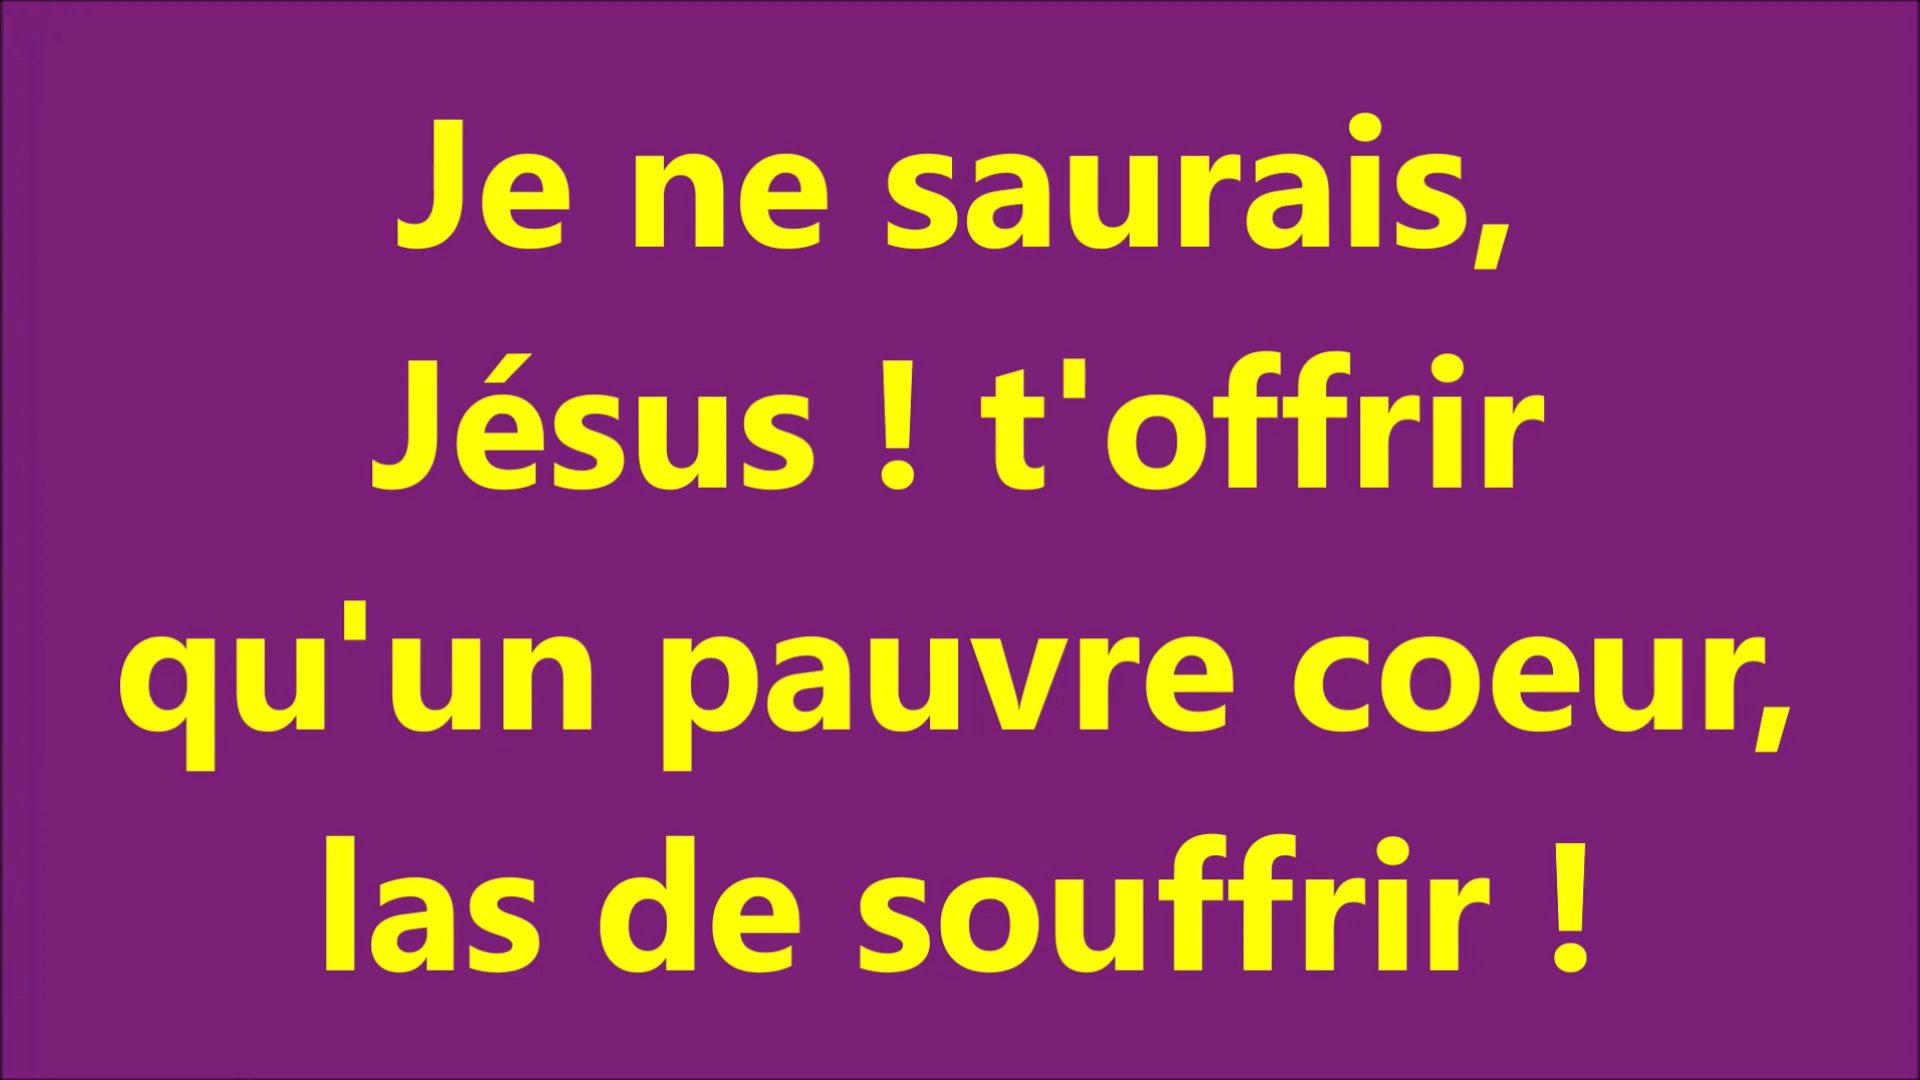 Je ne saurais,
Jésus ! t'offrir
qu'un pauvre coeur,
las de souffrir !